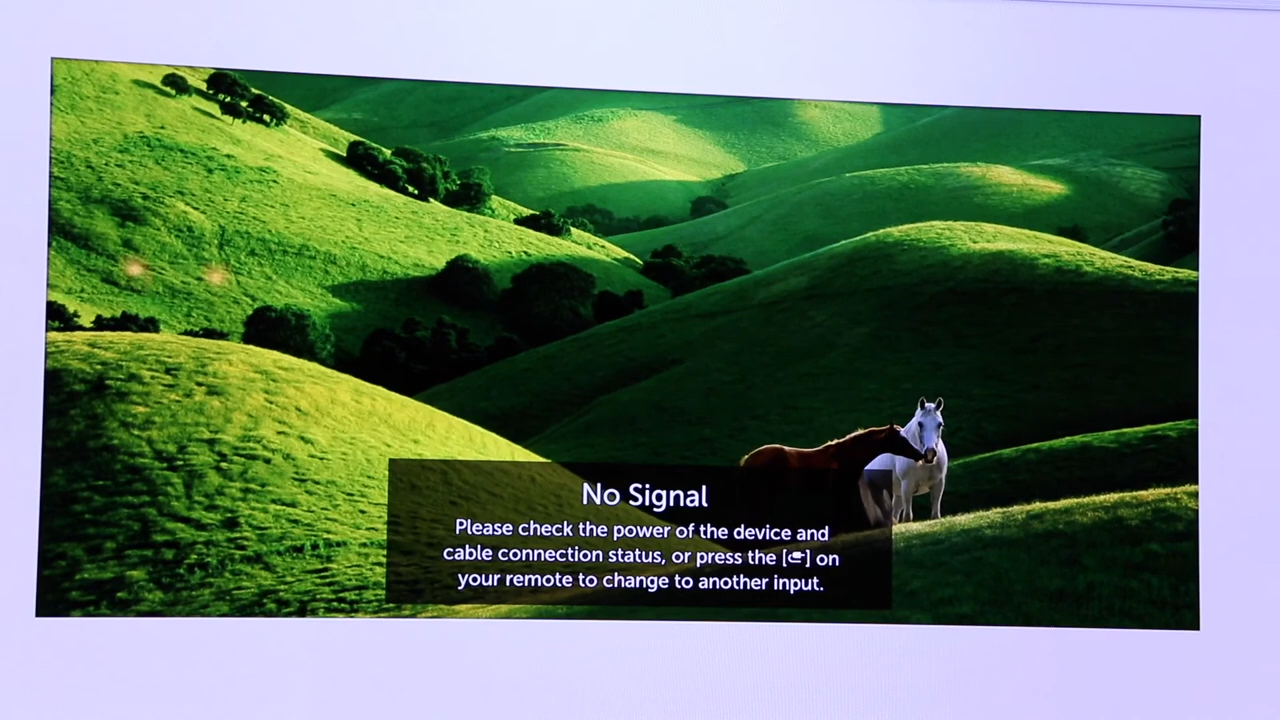 No Signal
Please check the power of the device and
cable connection status, or press the [⮐] on
your remote to change to another input.